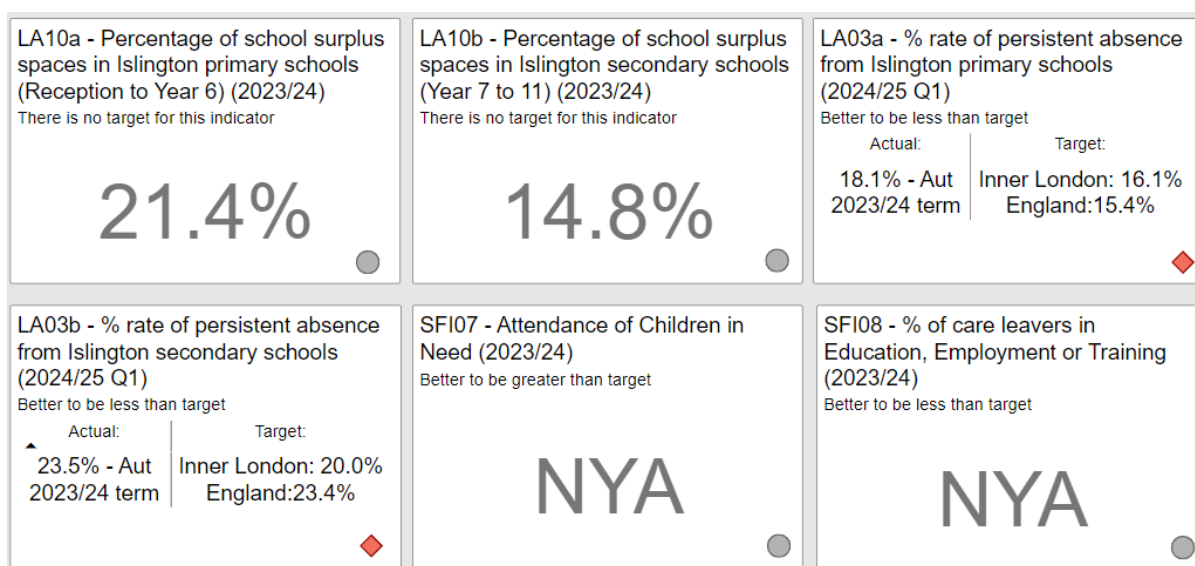 LA10a - Percentage of school surplus
spaces in Islington primary schools
(Reception to Year 6) (2023/24)
There is no target for this indicator
21.4%
LA10b - Percentage of school surplus
spaces in Islington secondary schools
(Year 7 to 11) (2023/24)
There is no target for this indicator
14.8%
LA03a - % rate of persistent absence
from Islington primary schools
(2024/25 Q1)
Better to be less than target
Actual: Target:
18.1% - Aut Inner London: 16.1%
2023/24 term England:15.4%
LA03b - % rate of persistent absence
from Islington secondary schools
(2024/25 Q1)
Better to be less than target
Actual: Target:
23.5% - Aut Inner London: 20.0%
2023/24 term England:23.4%
SFI07 - Attendance of Children in
Need (2023/24)
Better to be greater than target
NYA
SFI08 - % of care leavers in
Education, Employment or Training
(2023/24)
Better to be less than target
NYA